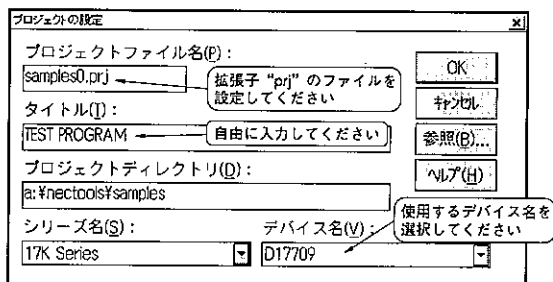 プロジェクトの設定
プロジェクトファイル名(P)：
samples0.prj
拡張子“prj”のファイルを
設定してください
OK
キャンセル
タイトル(T)：
TEST PROGRAM
自由に入力してください
参照(B)...
プロジェクトディレクトリ(D)：
ヘルプ(H)
a:¥nectools¥samples
使用するデバイス名を
選択してください
シリーズ名(S)：
デバイス名(V)：
17K Series
D17709